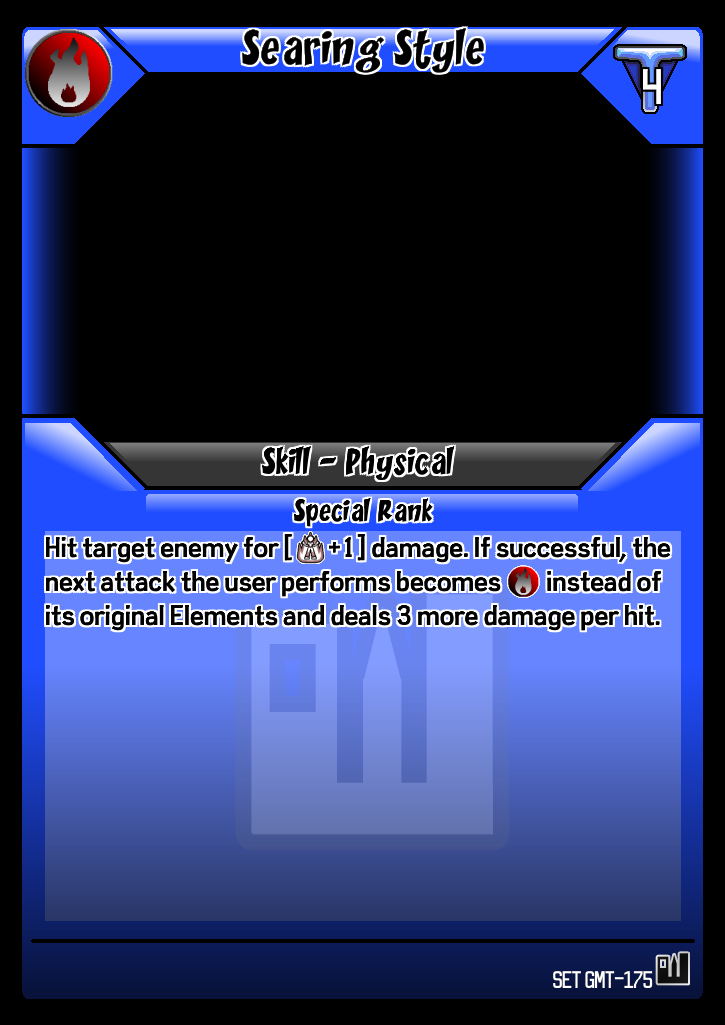 Searing Style
4
Skill - Physical
Special Rank
Hit target enemy for [ +1] damage. If successful, the
next attack the user performs becomes instead of
its original Elements and deals 3 more damage per hit.
SET GMT-175